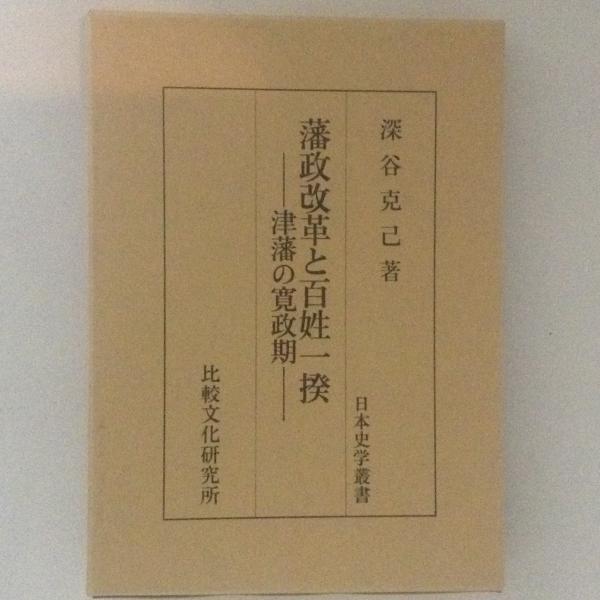 深谷克己著
日本史学叢書
藩政改革と百姓一揆
――津藩の寛政期――
比較文化研究所